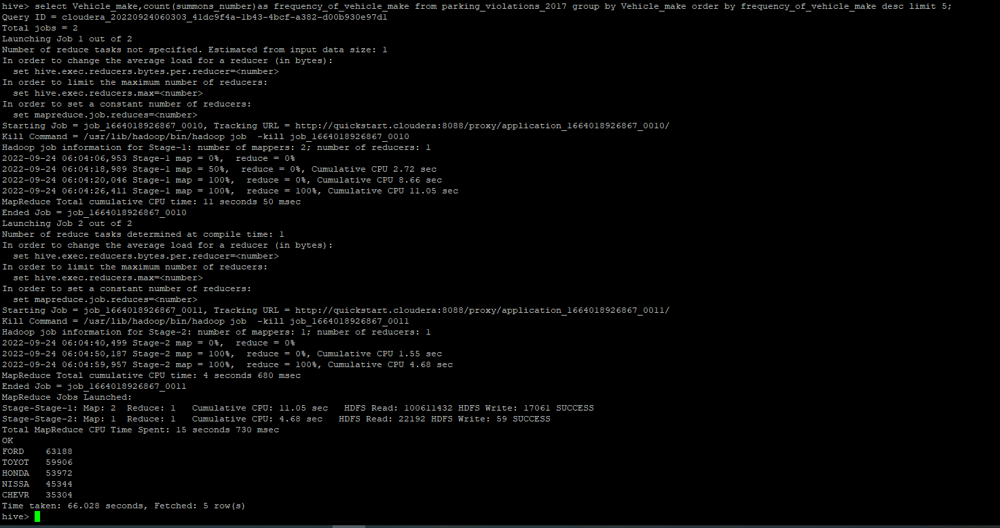 hive> select Vehicle_make,count(summons_number)as frequency_of_vehicle_make from parking_violations_2017 group by Vehicle_make order by frequency_of_vehicle_make desc limit 5;
Query ID = cloudera_20220924060303_41dc9f4a-1b43-4bcf-a382-d00b930e97d1
Total jobs = 2
Launching Job 1 out of 2
Number of reduce tasks not specified. Estimated from input data size: 1
In order to change the average load for a reducer (in bytes):
  set hive.exec.reducers.bytes.per.reducer=<number>
In order to limit the maximum number of reducers:
  set hive.exec.reducers.max=<number>
In order to set a constant number of reducers:
  set mapreduce.job.reduces=<number>
Starting Job = job_1664018926867_0010, Tracking URL = http://quickstart.cloudera:8088/proxy/application_1664018926867_0010/
Kill Command = /usr/lib/hadoop/bin/hadoop job  -kill job_1664018926867_0010
Hadoop job information for Stage-1: number of mappers: 2; number of reducers: 1
2022-09-24 06:04:06,953 Stage-1 map = 0%,  reduce = 0%
2022-09-24 06:04:18,989 Stage-1 map = 50%,  reduce = 0%, Cumulative CPU 2.72 sec
2022-09-24 06:04:20,046 Stage-1 map = 100%,  reduce = 0%, Cumulative CPU 8.66 sec
2022-09-24 06:04:26,411 Stage-1 map = 100%,  reduce = 100%, Cumulative CPU 11.05 sec
MapReduce Total cumulative CPU time: 11 seconds 50 msec
Ended Job = job_1664018926867_0010
Launching Job 2 out of 2
Number of reduce tasks determined at compile time: 1
In order to change the average load for a reducer (in bytes):
  set hive.exec.reducers.bytes.per.reducer=<number>
In order to limit the maximum number of reducers:
  set hive.exec.reducers.max=<number>
In order to set a constant number of reducers:
  set mapreduce.job.reduces=<number>
Starting Job = job_1664018926867_0011, Tracking URL = http://quickstart.cloudera:8088/proxy/application_1664018926867_0011/
Kill Command = /usr/lib/hadoop/bin/hadoop job  -kill job_1664018926867_0011
Hadoop job information for Stage-2: number of mappers: 1; number of reducers: 1
2022-09-24 06:04:40,499 Stage-2 map = 0%,  reduce = 0%
2022-09-24 06:04:50,187 Stage-2 map = 100%,  reduce = 0%, Cumulative CPU 1.55 sec
2022-09-24 06:04:59,957 Stage-2 map = 100%,  reduce = 100%, Cumulative CPU 4.68 sec
MapReduce Total cumulative CPU time: 4 seconds 680 msec
Ended Job = job_1664018926867_0011
MapReduce Jobs Launched:
Stage-Stage-1: Map: 2  Reduce: 1   Cumulative CPU: 11.05 sec   HDFS Read: 100611432 HDFS Write: 17061 SUCCESS
Stage-Stage-2: Map: 1  Reduce: 1   Cumulative CPU: 4.68 sec   HDFS Read: 22192 HDFS Write: 59 SUCCESS
Total MapReduce CPU Time Spent: 15 seconds 730 msec
OK
FORD    63188
TOYOT   59906
HONDA   53972
NISSA   45344
CHEVR   35304
Time taken: 66.028 seconds, Fetched: 5 row(s)
hive>